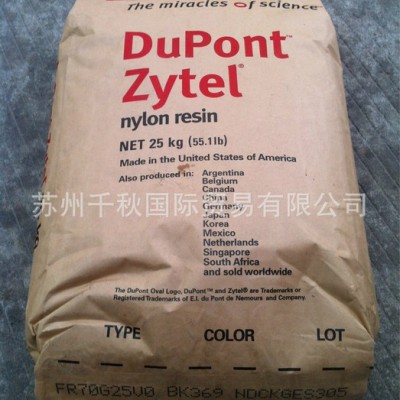 The miracles of science™
DuPont™
Zytel®
nylon resin
NET 25 kg (55.1lb)
Made in the United States of America
Also produced in: Argentina
Belgium
Canada
China
Germany
Japan
Korea
Mexico
Netherlands
Singapore
South Africa
and sold worldwide
苏州千秋国际贸易有限公司
The DuPont Oval Logo, DuPont™ and Zytel® are Trademarks or
Registered Trademarks of E.I. du Pont de Nemours and Company.
TYPE COLOR LOT
FR70G25V0 BK369 NDCKGES305